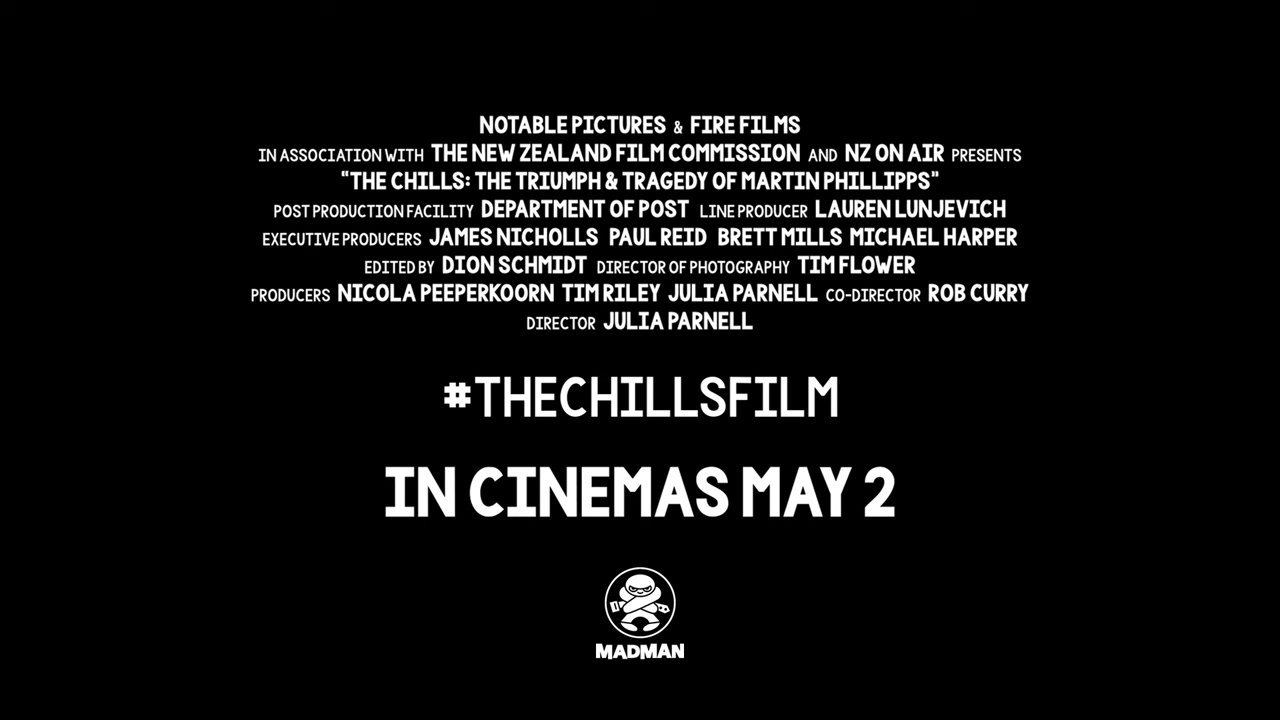 NOTABLE PICTURES & FIRE FILMS
IN ASSOCIATION WITH THE NEW ZEALAND FILM COMMISSION AND NZ ON AIR PRESENTS
"THE CHILLS: THE TRIUMPH & TRAGEDY OF MARTIN PHILLIPPS"
POST PRODUCTION FACILITY DEPARTMENT OF POST LINE PRODUCER LAUREN LUNJEVICH
EXECUTIVE PRODUCERS JAMES NICHOLLS PAUL REID BRETT MILLS MICHAEL HARPER
EDITED BY DION SCHMIDT DIRECTOR OF PHOTOGRAPHY TIM FLOWER
PRODUCERS NICOLA PEEPERKOORN TIM RILEY JULIA PARNELL CO-DIRECTOR ROB CURRY
DIRECTOR JULIA PARNELL
#THECHILLSFILM
IN CINEMAS MAY 2
MADMAN